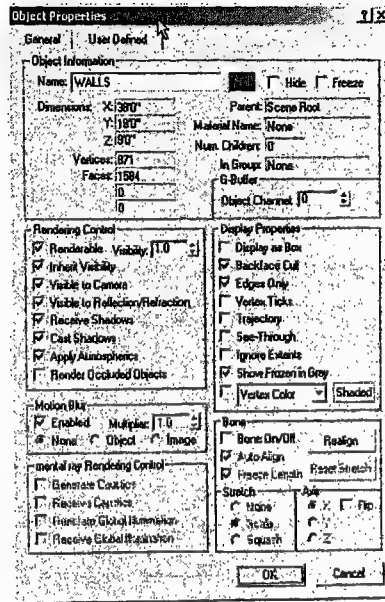 Object Properties
General User Defined
Object Information
Name: WALLS
Hide Freeze
Dimensions: X: 38'0"
Y: 18'0"
Z: 9'0"
Vertices: 871
Faces: 1584
0
0
Parent: Scene Root
Material Name: None
Num. Children: 0
In Group: None
G-Buffer
Object Channel: 0
Rendering Control
Renderable Visibility: 1.0
Inherit Visibility
Visible to Camera
Visible to Reflection/Refraction
Receive Shadows
Cast Shadows
Apply Atmospherics
Render Occluded Objects
Display Properties
Display as Box
Backface Cull
Edges Only
Vertex Ticks
Trajectory
See-Through
Ignore Extents
Show Frozen in Gray
Vertex Color Shaded
Motion Blur
Enabled Multiplier: 1.0
None Object Image
mental ray Rendering Control
Generate Caustics
Receive Caustics
Generate Global Illumination
Receive Global Illumination
Bone
Bone On/Off Realign
Auto-Align
Freeze Length Reset Stretch
Stretch
None
Scale
Squash
Axis
X Flip
Y
Z
OK Cancel